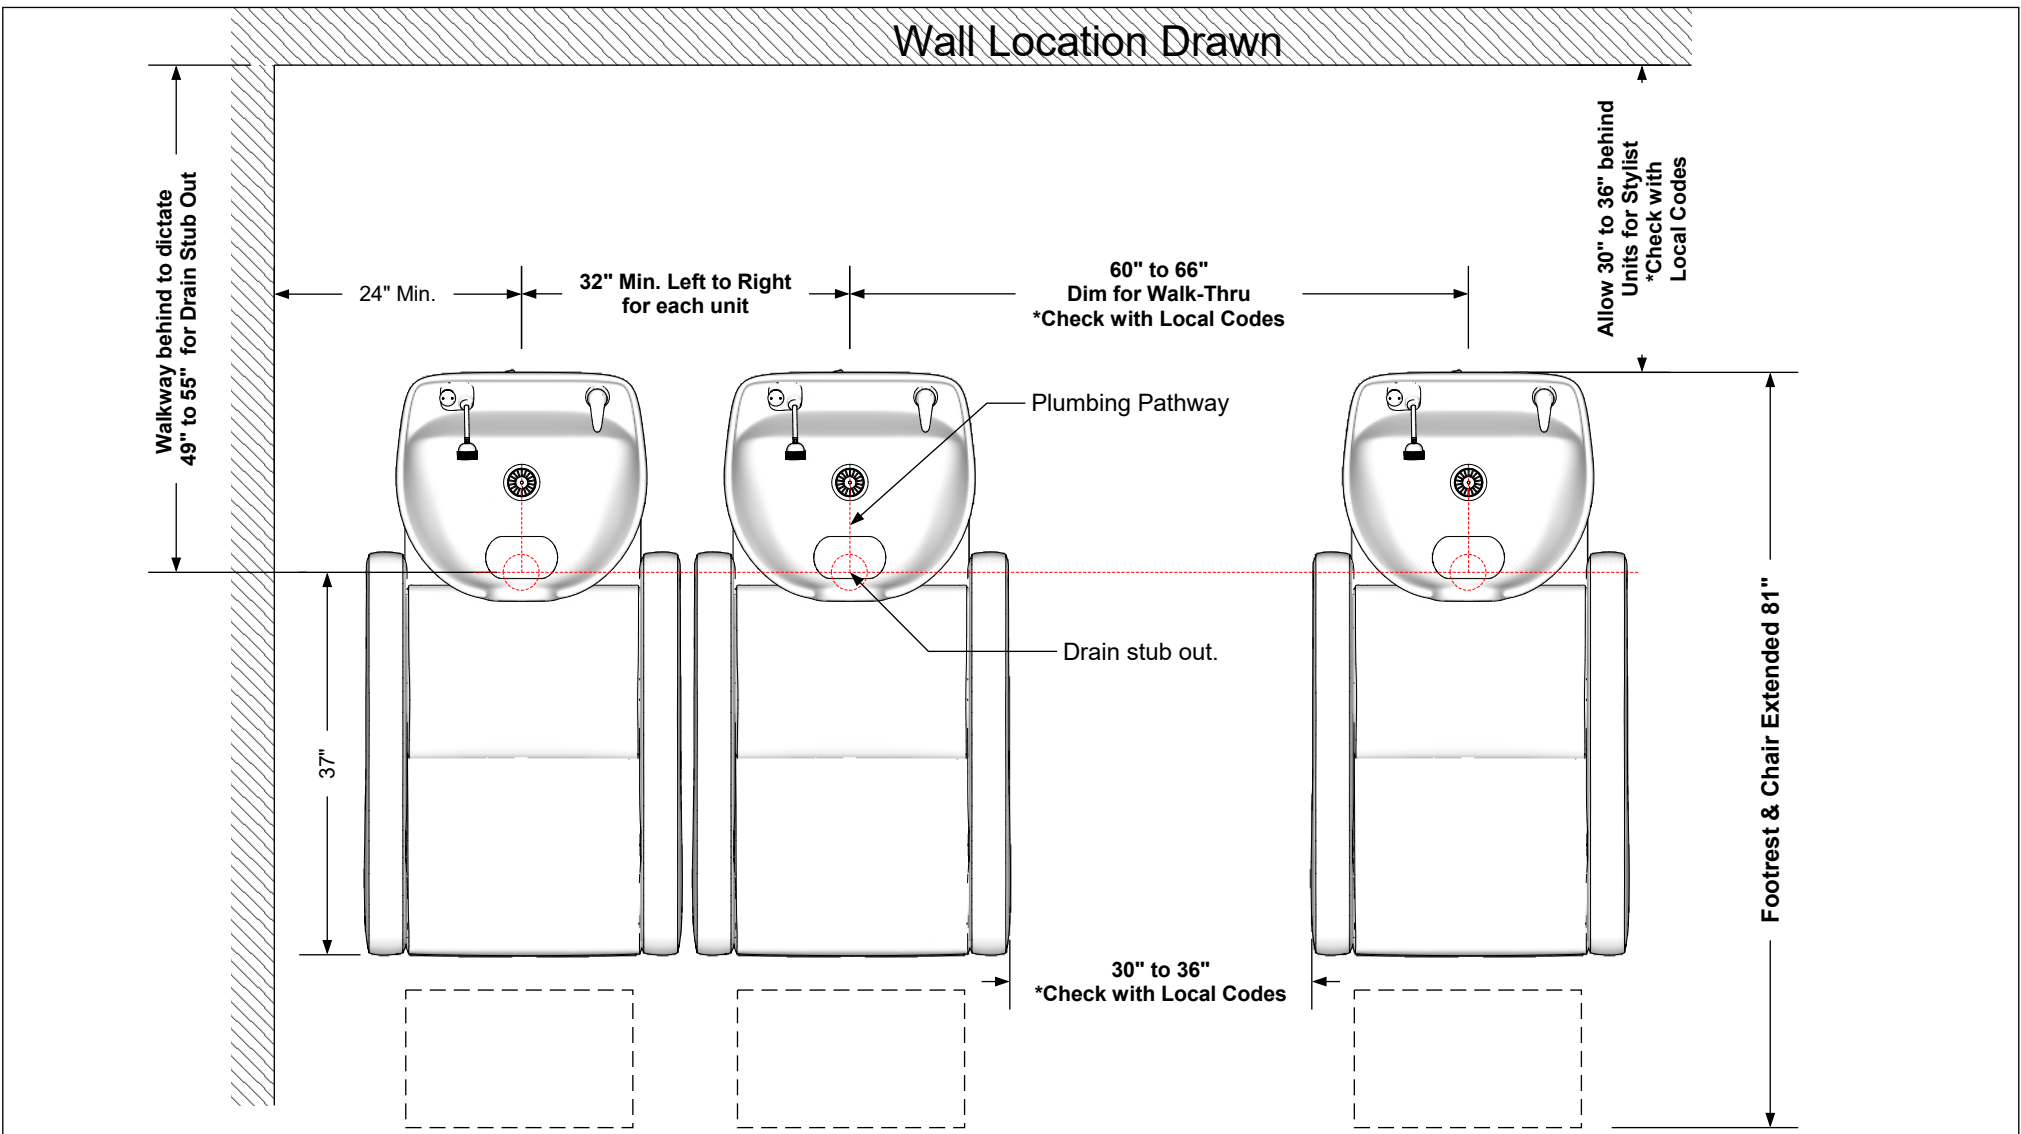 Wall Location Drawn
Walkway behind to dictate
49" to 55" for Drain Stub Out
24" Min.
32" Min. Left to Right
for each unit
60" to 66"
Dim for Walk-Thru
*Check with Local Codes
Allow 30" to 36" behind
Units for Stylist
*Check with
Local Codes
Plumbing Pathway
Drain stub out.
37"
Footrest & Chair Extended 81"
30" to 36"
*Check with Local Codes